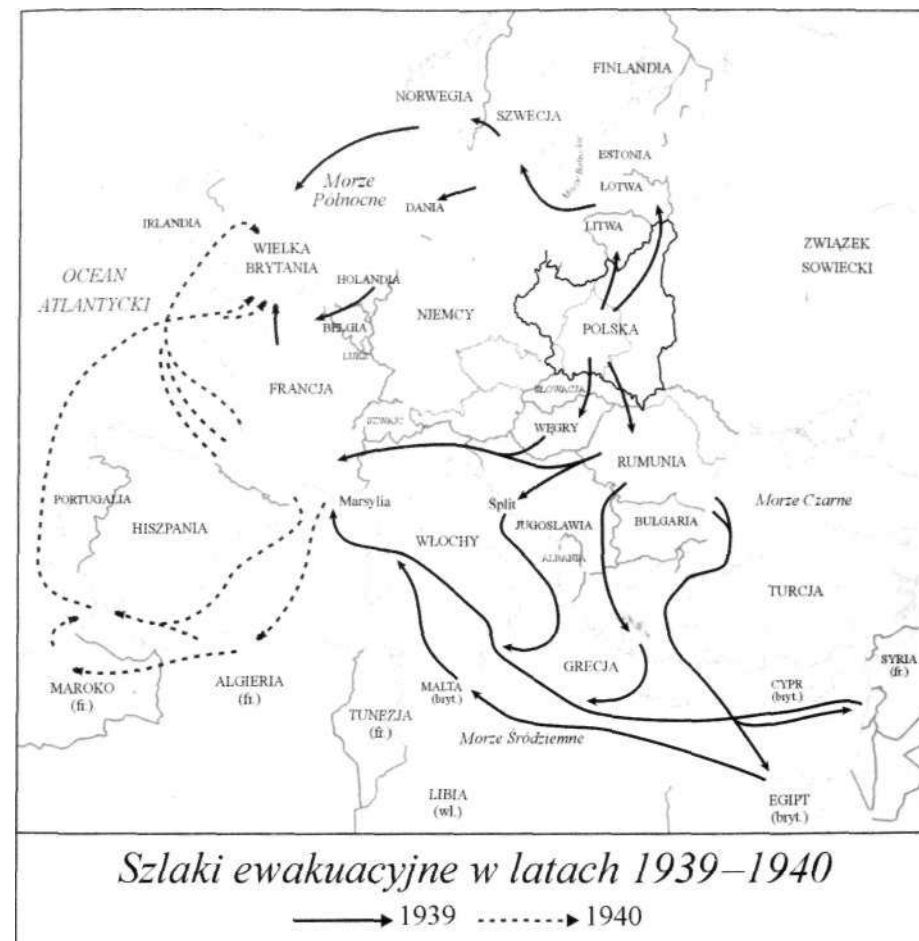 FINLANDIA
NORWEGIA
SZWECJA
ESTONIA
ŁOTWA
Morze
Północne
DANIA
LITWA
IRLANDIA
WIELKA
BRYTANIA
ZWIĄZEK
SOWIECKI
OCEAN
ATLANTYCKI
HOLANDIA
BELGIA
NIEMCY
POLSKA
LUKS.
FRANCJA
SŁOWACJA
SZWAJC.
WĘGRY
RUMUNIA
PORTUGALIA
HISZPANIA
Marsylia
Split
Morze Czarne
WŁOCHY
JUGOSŁAWIA
BUŁGARIA
ALBANIA
TURCJA
GRECJA
SYRIA
(fr.)
MAROKO
(fr.)
ALGIERIA
(fr.)
MALTA
(bryt.)
CYPR
(bryt.)
TUNEZJA
(fr.)
Morze Śródziemne
LIBIA
(wł.)
EGIPT
(bryt.)
Szlaki ewakuacyjne w latach 1939–1940
1939
1940